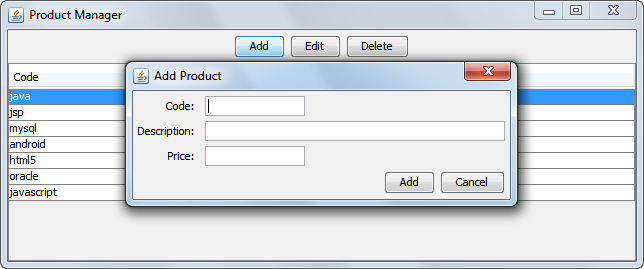 Product Manager
Add Edit Delete
Code
java
jsp
mysql
android
html5
oracle
javascript
Add Product
Code:
Description:
Price:
Add Cancel